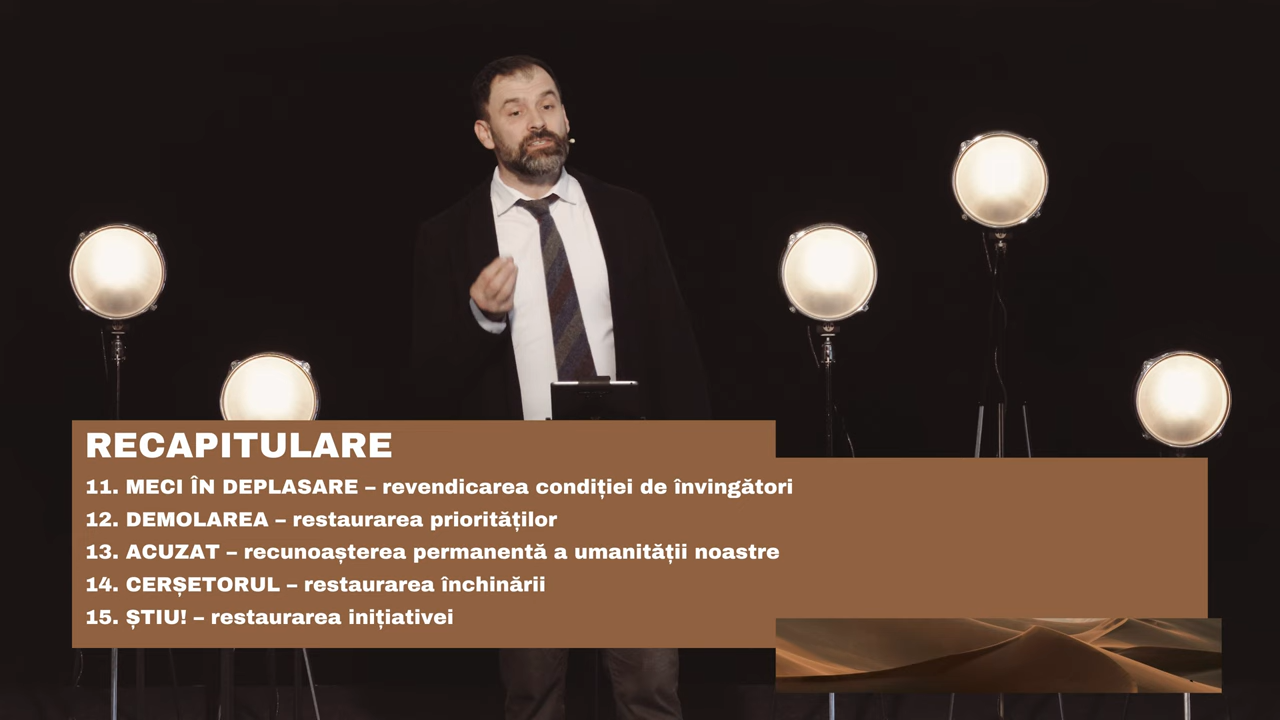 RECAPITULARE
11. MECI ÎN DEPLASARE – revendicarea condiției de învingători
12. DEMOLAREA – restaurarea priorităților
13. ACUZAT – recunoașterea permanentă a umanității noastre
14. CERȘETORUL – restaurarea închinării
15. ȘTIU! – restaurarea inițiativei